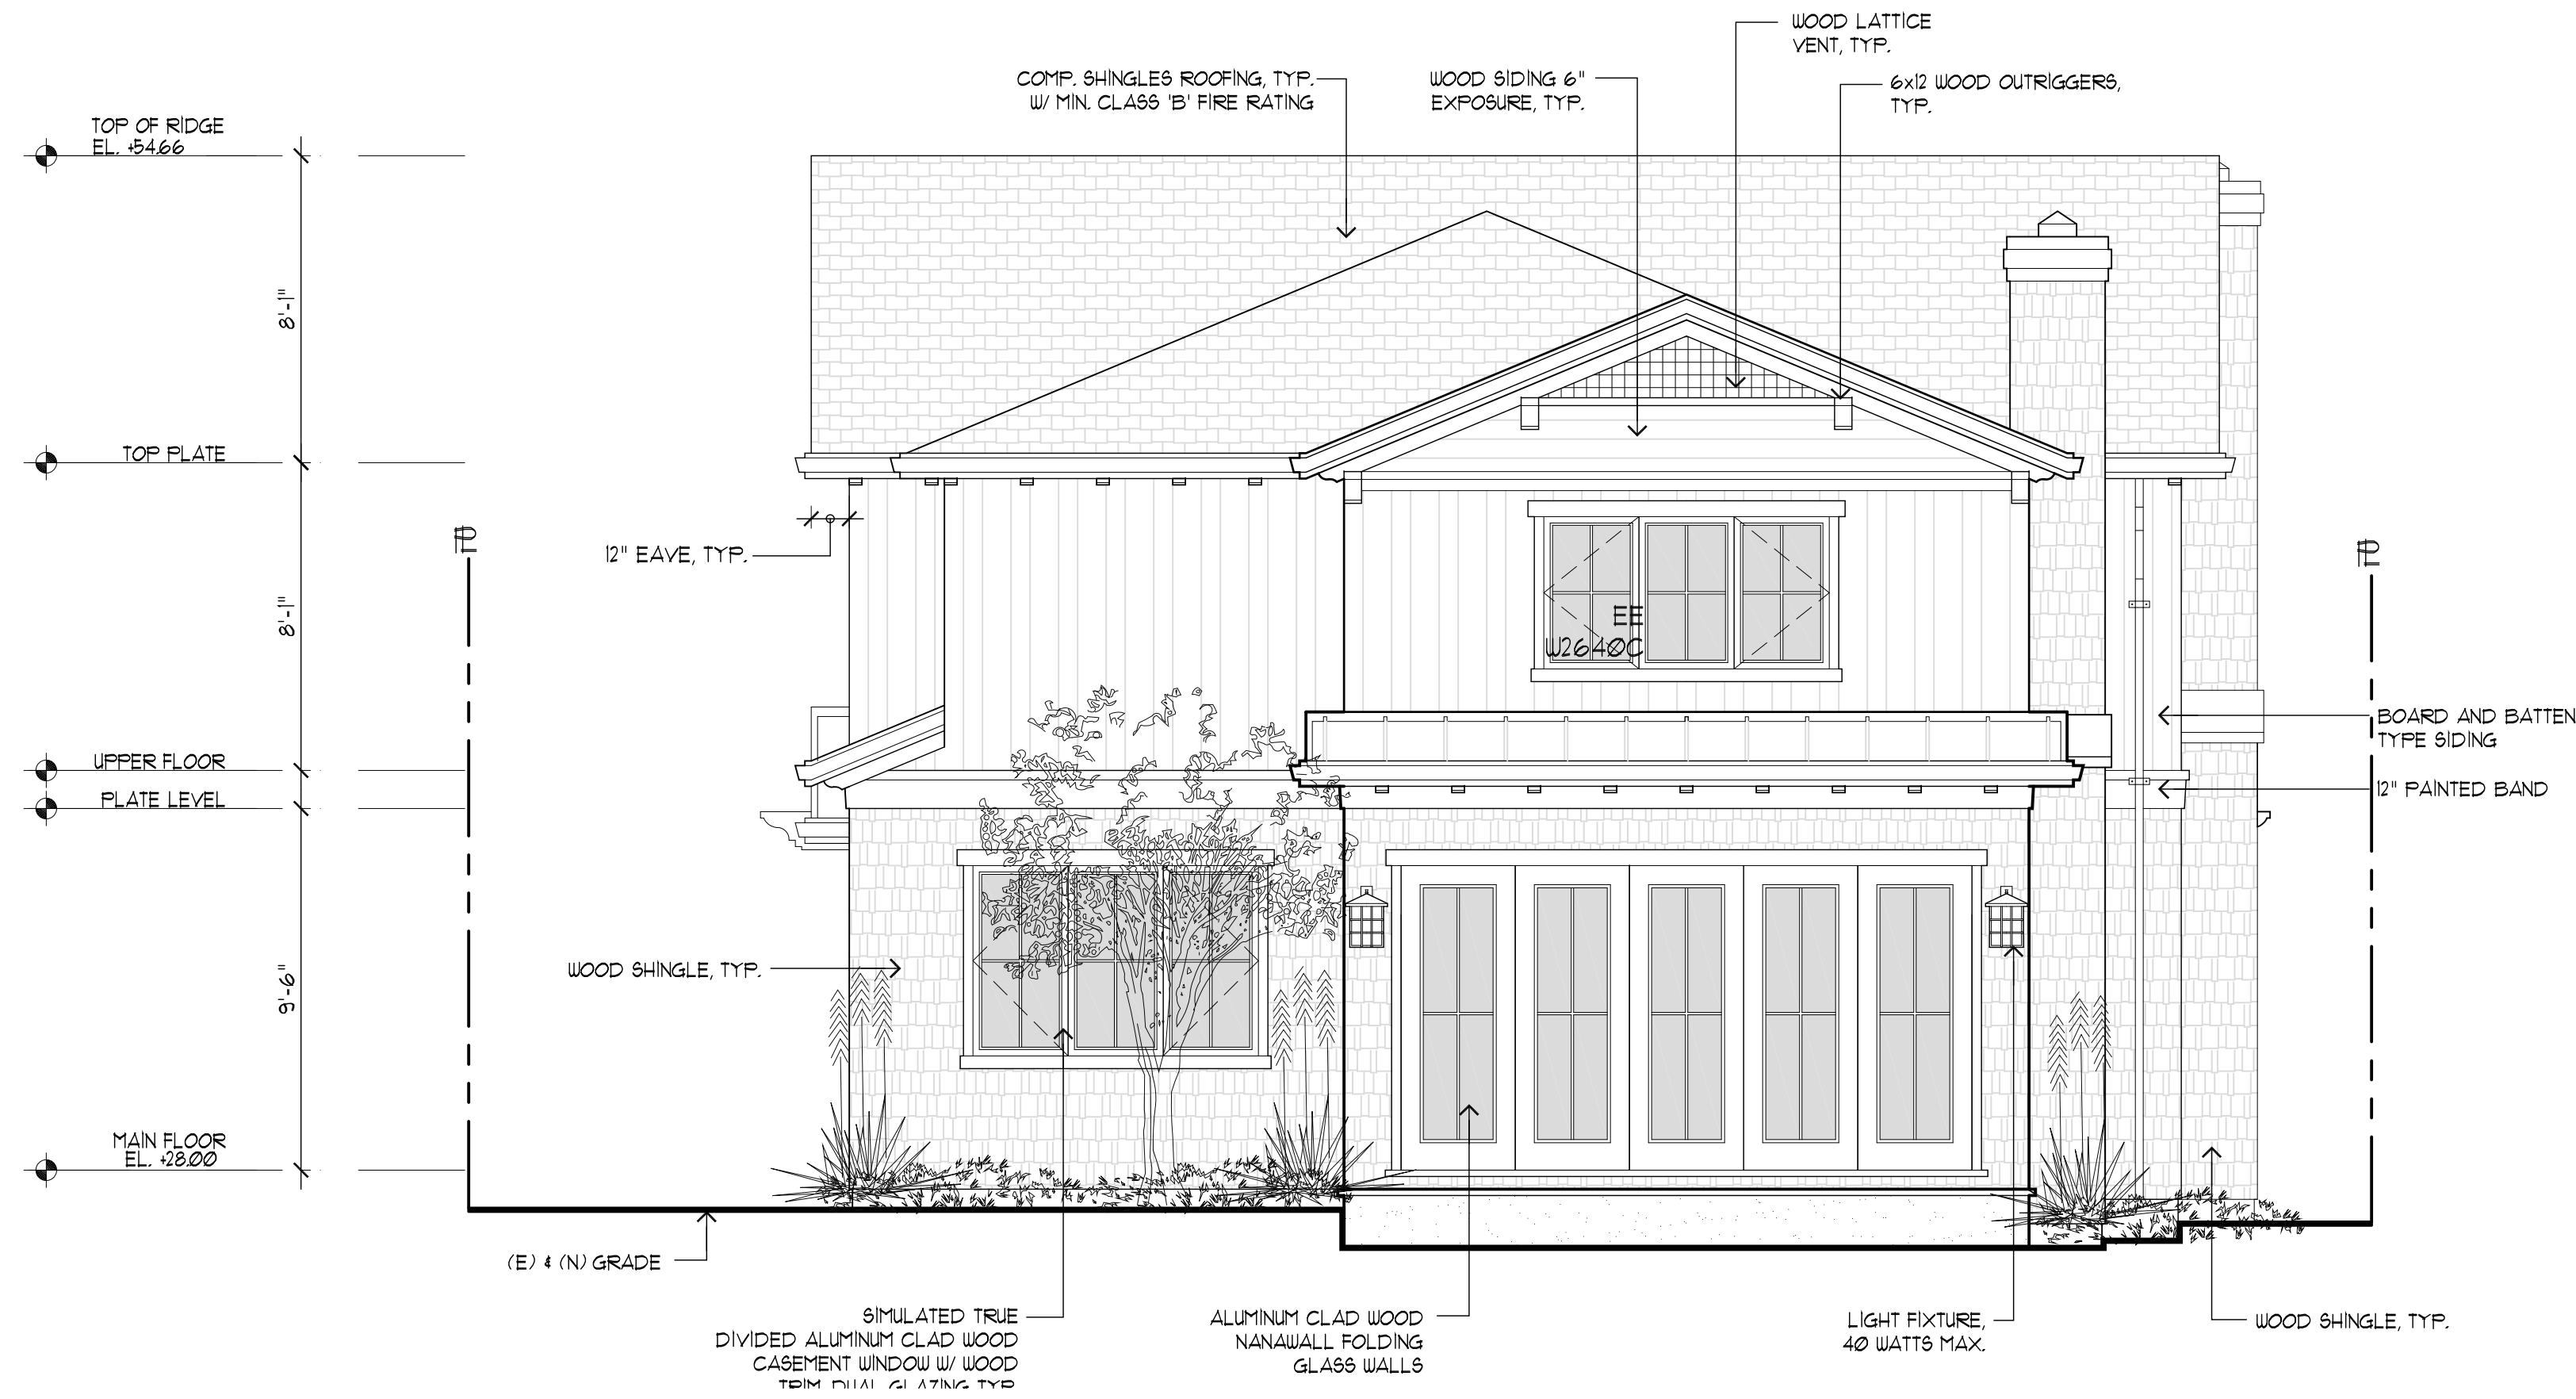 WOOD LATTICE
VENT, TYP.
COMP. SHINGLES ROOFING, TYP.
W/ MIN. CLASS 'B' FIRE RATING
WOOD SIDING 6"
EXPOSURE, TYP.
6x12 WOOD OUTRIGGERS,
TYP.
TOP OF RIDGE
EL. +54.66
8'-1"
TOP PLATE
12" EAVE, TYP.
8'-1"
EE
W2640C
BOARD AND BATTEN
TYPE SIDING
UPPER FLOOR
12" PAINTED BAND
PLATE LEVEL
WOOD SHINGLE, TYP.
9'-6"
MAIN FLOOR
EL. +28.00
(E) & (N) GRADE
SIMULATED TRUE
DIVIDED ALUMINUM CLAD WOOD
CASEMENT WINDOW W/ WOOD
TRIM, DUAL GLAZING TYP.
ALUMINUM CLAD WOOD
NANAWALL FOLDING
GLASS WALLS
LIGHT FIXTURE,
40 WATTS MAX.
WOOD SHINGLE, TYP.